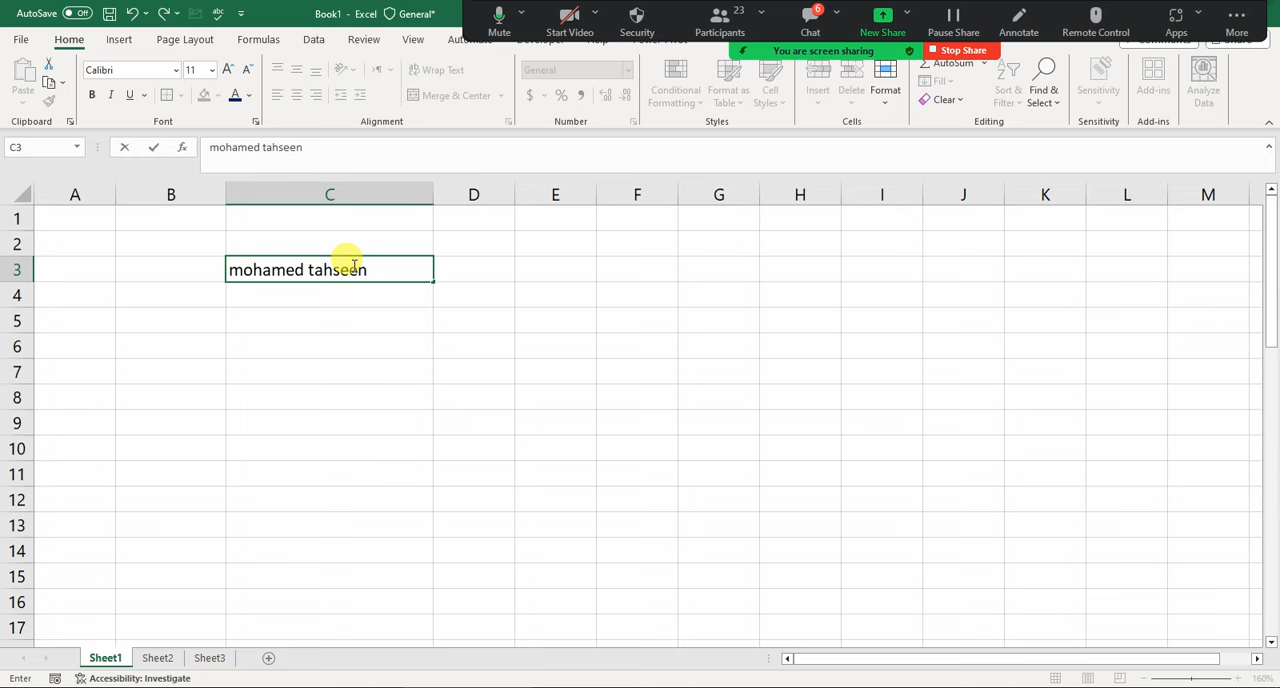 AutoSave Off Book1 - Excel General* 23 6
Mute Start Video Security Participants Chat New Share Pause Share Annotate Remote Control Apps More
You are screen sharing Stop Share
File Home Insert Page Layout Formulas Data Review View
Paste Calibri 11 Wrap Text General Conditional Format as Cell Insert Delete Format AutoSum Sort & Find & Sensitivity Add-ins Analyze
B I U Merge & Center $ % Formatting Table Styles Fill Clear Filter Select Data
Clipboard Font Alignment Number Styles Cells Editing Sensitivity Add-ins
C3 fx mohamed tahseen
A B C D E F G H I J K L M
1
2
3 mohamed tahseen
4
5
6
7
8
9
10
11
12
13
14
15
16
17
Sheet1 Sheet2 Sheet3
Enter Accessibility: Investigate 160%